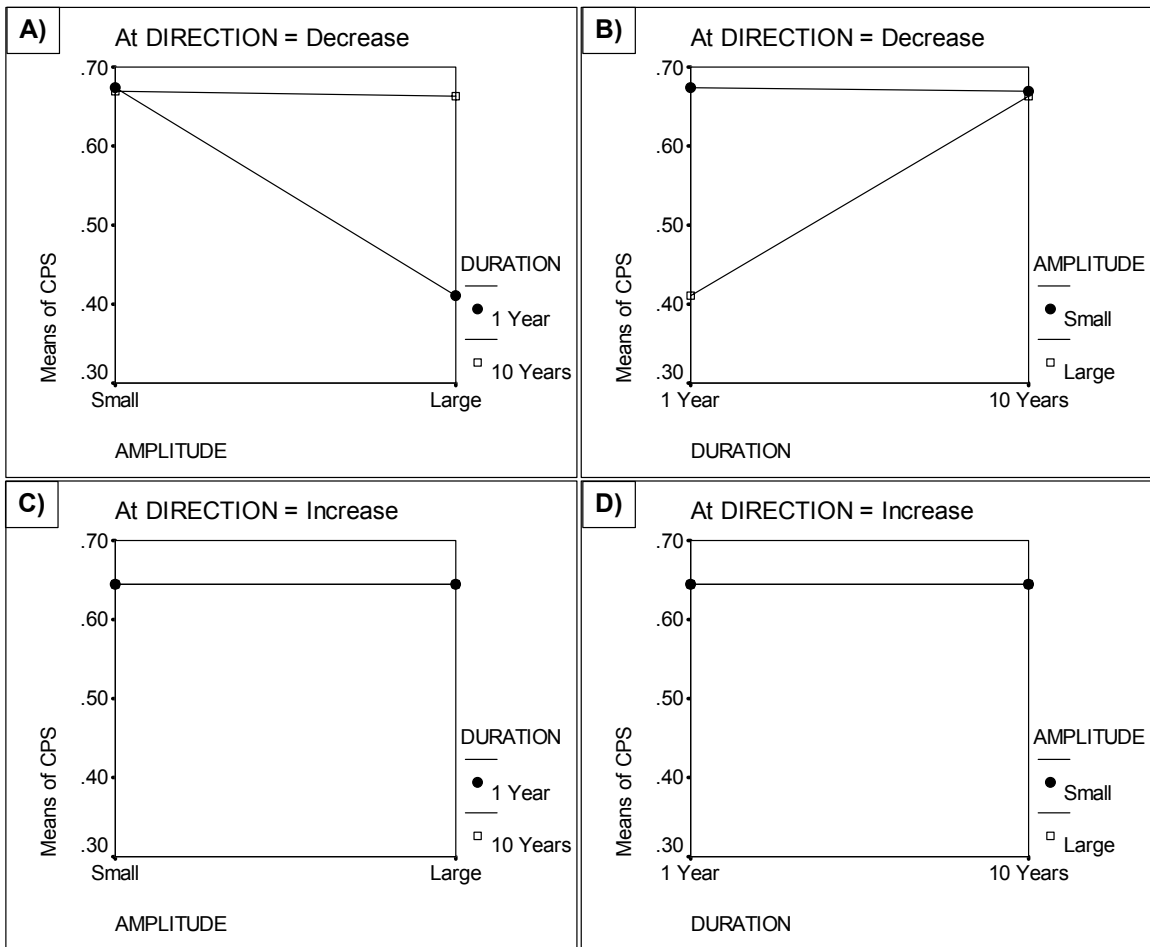 A)
At DIRECTION = Decrease
Means of CPS
.70
.60
.50
.40
.30
Small
Large
AMPLITUDE
DURATION
1 Year
10 Years
B)
At DIRECTION = Decrease
Means of CPS
.70
.60
.50
.40
.30
1 Year
10 Years
DURATION
AMPLITUDE
Small
Large
C)
At DIRECTION = Increase
Means of CPS
.70
.60
.50
.40
.30
Small
Large
AMPLITUDE
DURATION
1 Year
10 Years
D)
At DIRECTION = Increase
Means of CPS
.70
.60
.50
.40
.30
1 Year
10 Years
DURATION
AMPLITUDE
Small
Large